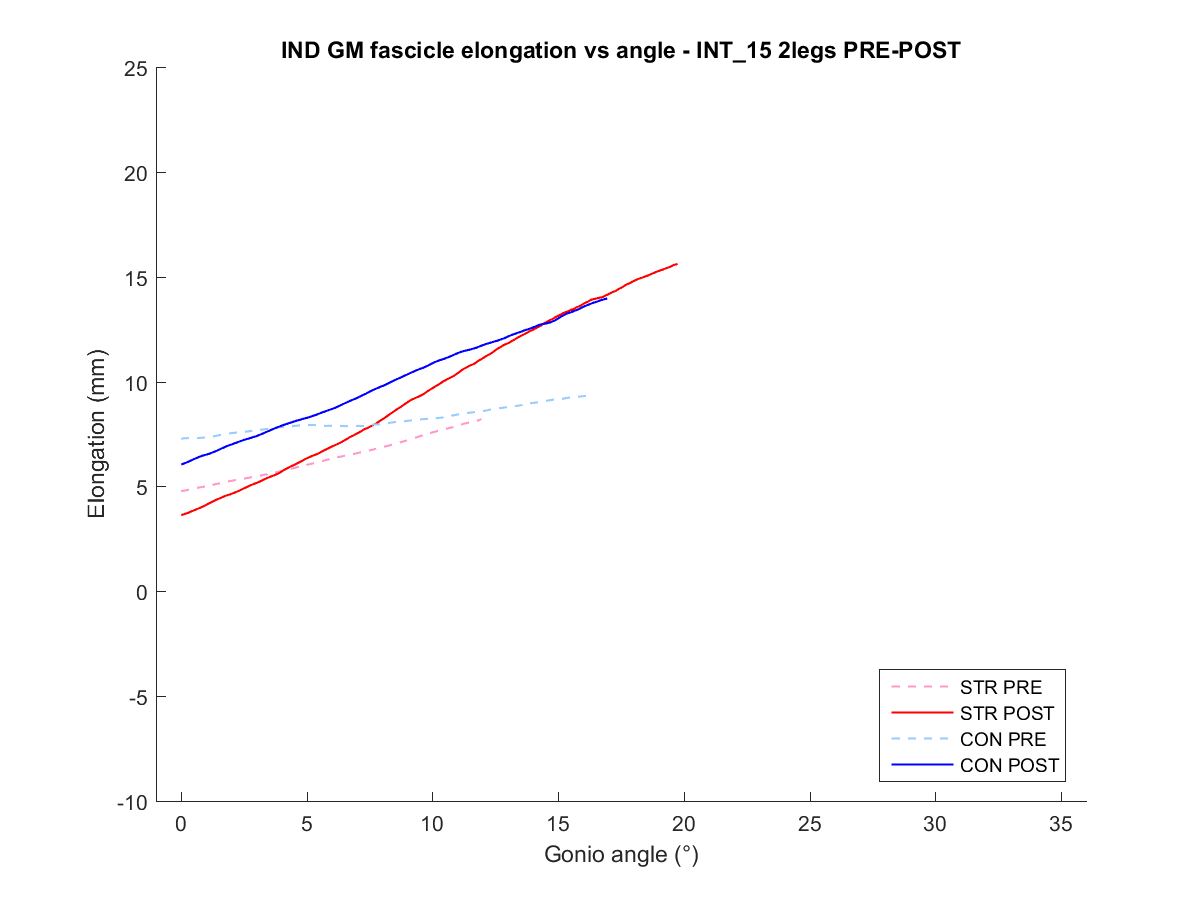 IND GM fascicle elongation vs angle - INT_15 2legs PRE-POST
25
20
15
10
5
0
-5
-10
Elongation (mm)
0 5 10 15 20 25 30 35
Gonio angle (°)
STR PRE
STR POST
CON PRE
CON POST